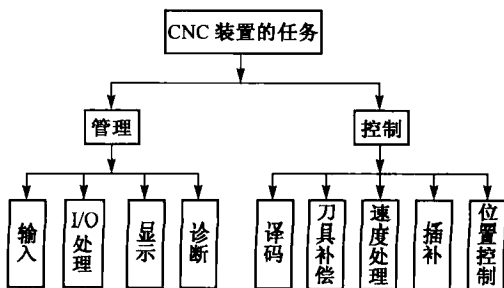 CNC 装置的任务
管理
控制
输入
I/O
处理
显示
诊断
译码
刀具补偿
速度处理
插补
位置控制